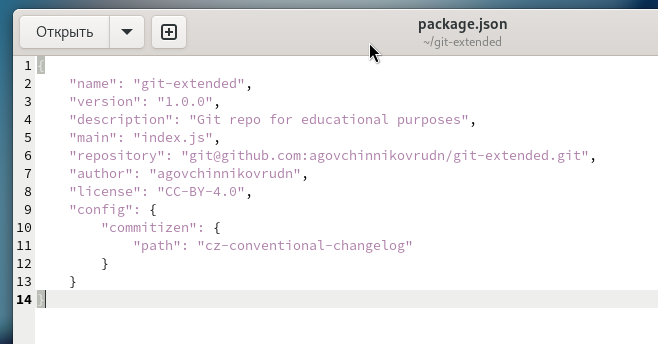 Открыть
package.json
~/git-extended
1 {
2     "name": "git-extended",
3     "version": "1.0.0",
4     "description": "Git repo for educational purposes",
5     "main": "index.js",
6     "repository": "git@github.com:agovchinnikovrudn/git-extended.git",
7     "author": "agovchinnikovrudn",
8     "license": "CC-BY-4.0",
9     "config": {
10         "commitizen": {
11             "path": "cz-conventional-changelog"
12         }
13     }
14 }